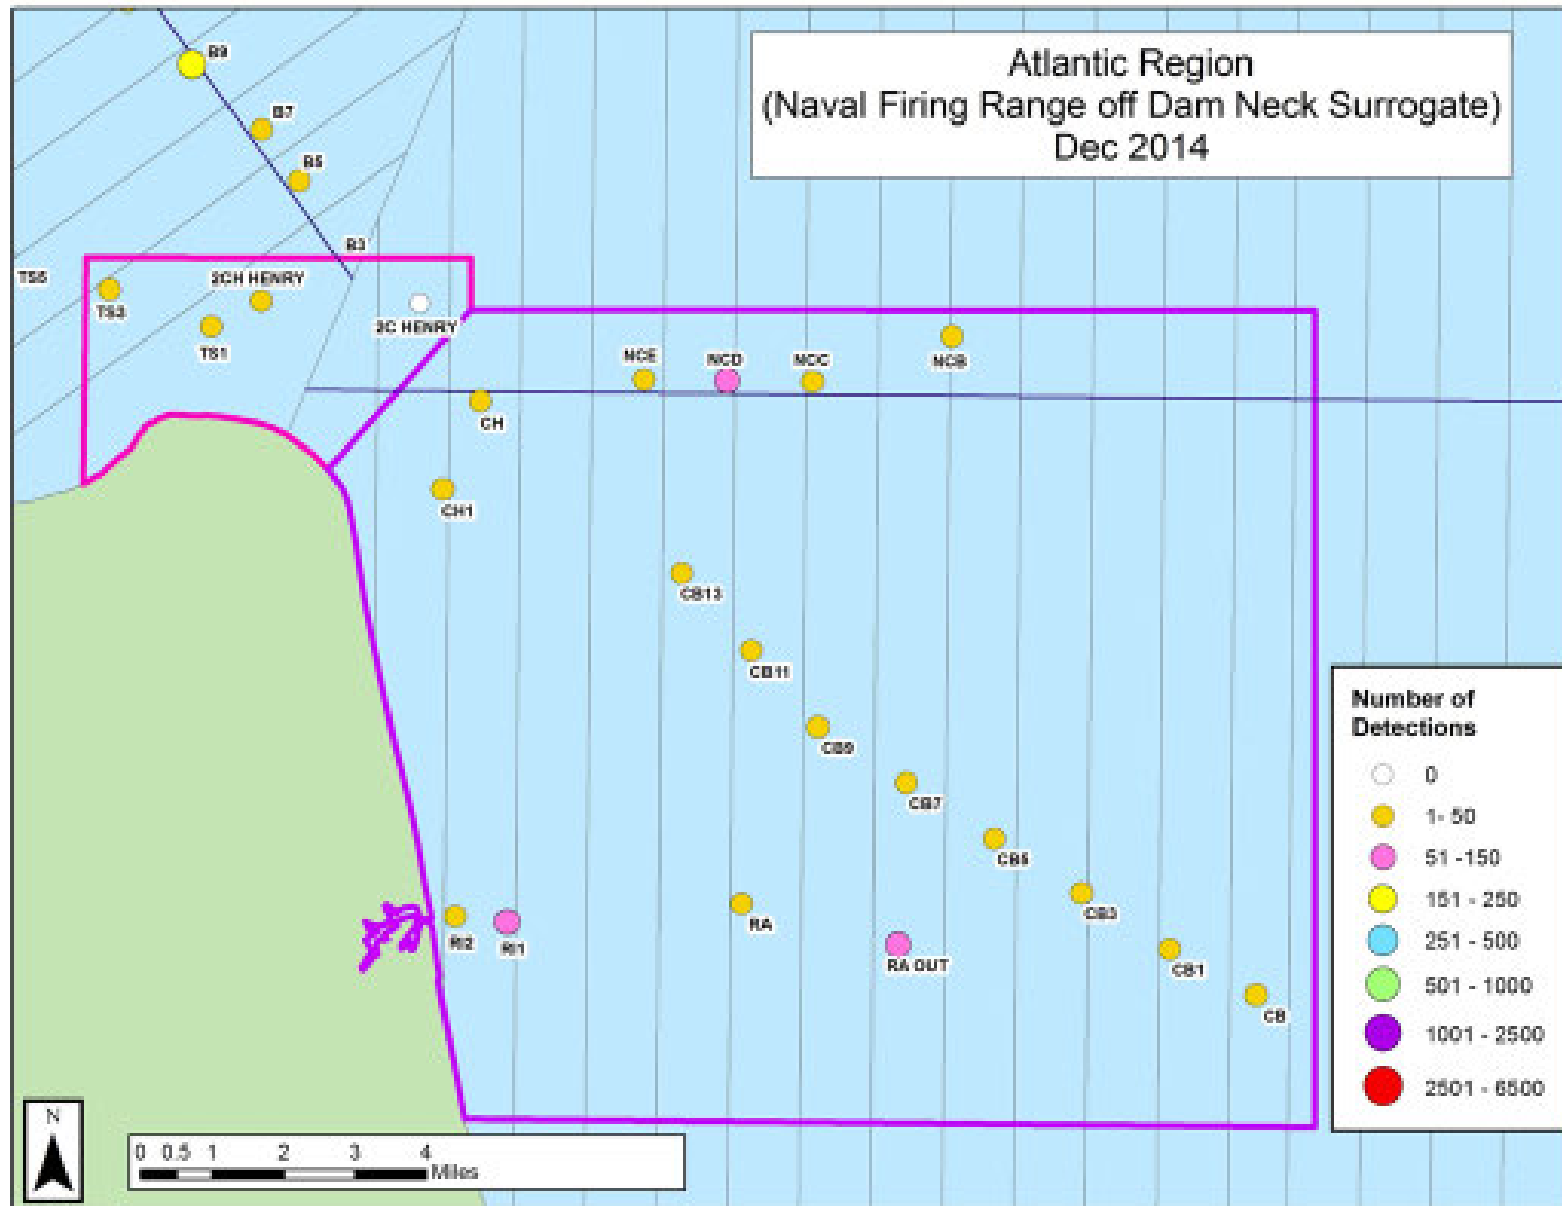 Atlantic Region
(Naval Firing Range off Dam Neck Surrogate)
Dec 2014
B9
B7
B5
B3
TS5
2CH HENRY
TS3
TS1
2C HENRY
NCE
NCD
NCC
NCB
CH
CH1
CB13
CB11
CB9
CB7
CB5
CB3
CB1
CB
RA
RA OUT
RI2
RI1
Number of
Detections
0
1- 50
51 -150
151 - 250
251 - 500
501 - 1000
1001 - 2500
2501 - 6500
N
0 0.5 1 2 3 4
Miles